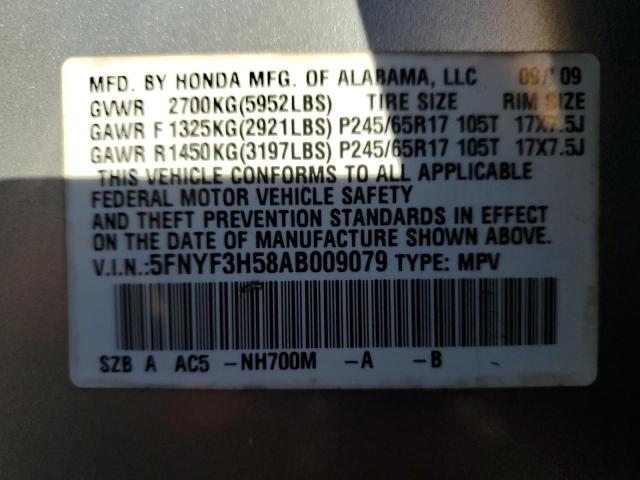 MFD. BY HONDA MFG. OF ALABAMA, LLC 09/'09
GVWR 2700KG(5952LBS) TIRE SIZE RIM SIZE
GAWR F 1325KG(2921LBS) P245/65R17 105T 17X7.5J
GAWR R1450KG(3197LBS) P245/65R17 105T 17X7.5J
THIS VEHICLE CONFORMS TO ALL APPLICABLE
FEDERAL MOTOR VEHICLE SAFETY
AND THEFT PREVENTION STANDARDS IN EFFECT
ON THE DATE OF MANUFACTURE SHOWN ABOVE.
V.I.N.:5FNYF3H58AB009079 TYPE: MPV
SZB A AC5 -NH700M -A -B